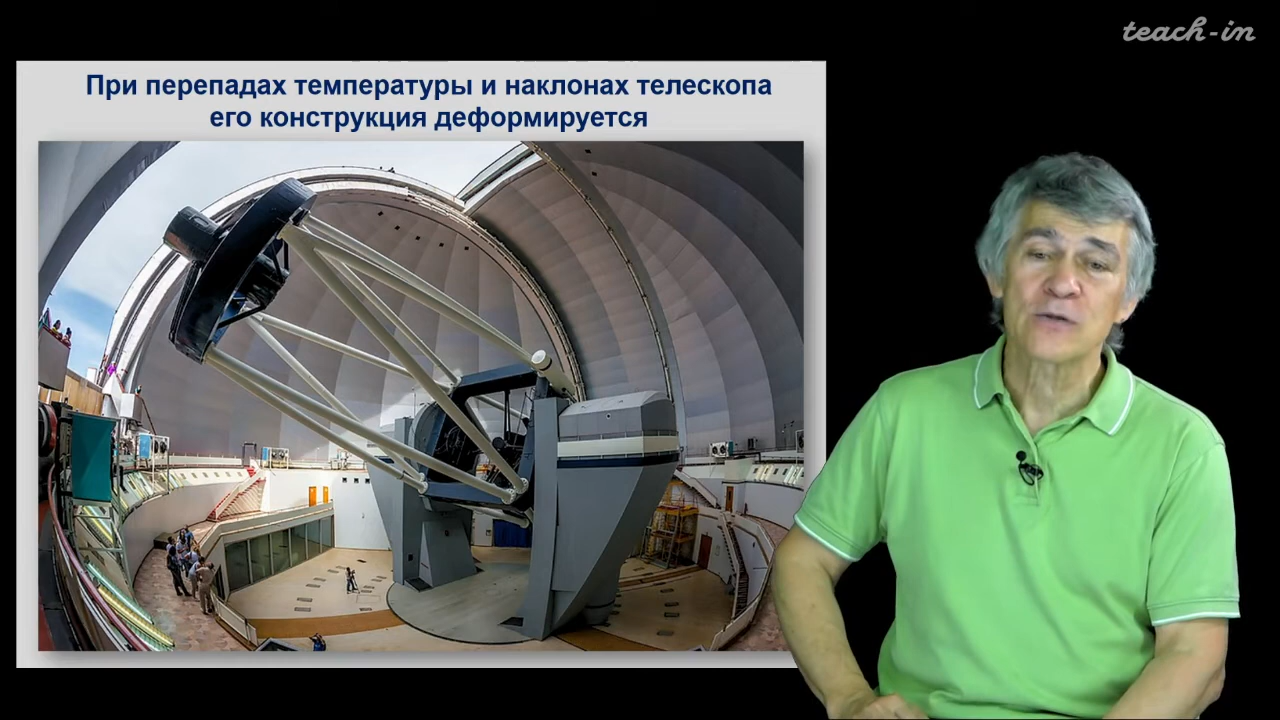 teach-in
При перепадах температуры и наклонах телескопа
его конструкция деформируется